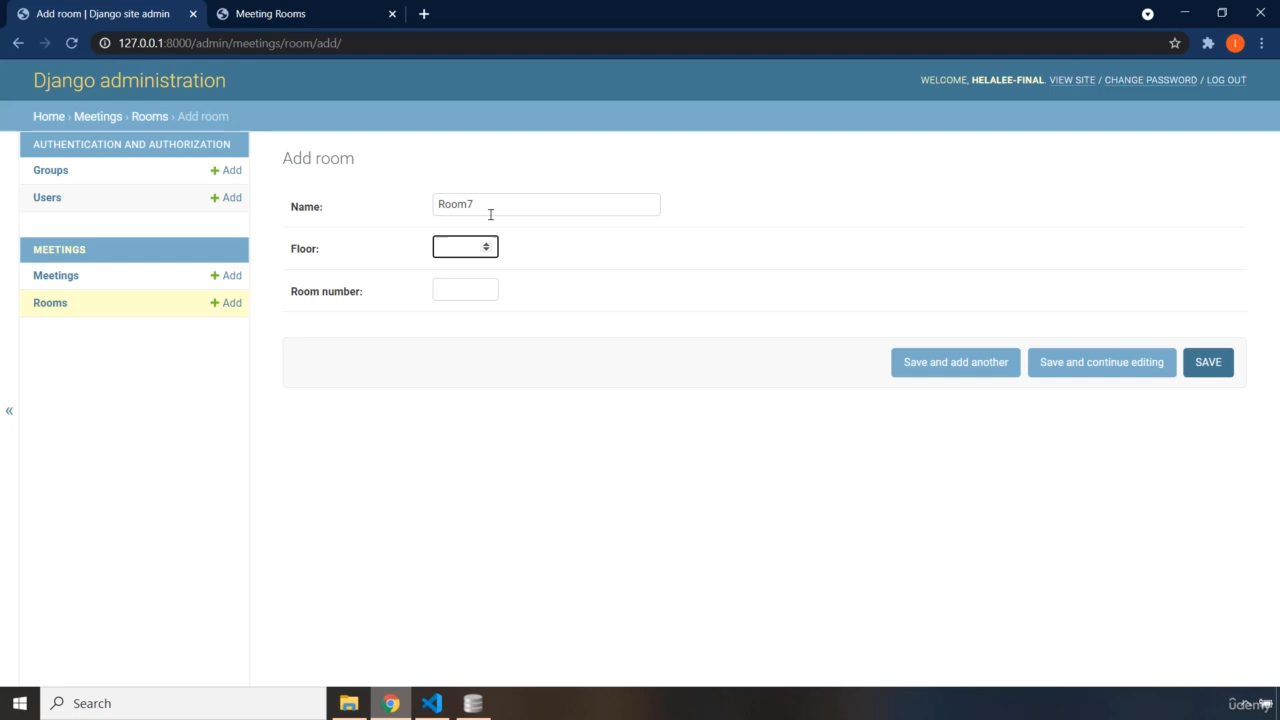 Add room | Django site admin
Meeting Rooms
127.0.0.1:8000/admin/meetings/room/add/
Django administration
WELCOME, HELALEE-FINAL. VIEW SITE / CHANGE PASSWORD / LOG OUT
Home › Meetings › Rooms › Add room
AUTHENTICATION AND AUTHORIZATION
Groups
Add
Users
Add
MEETINGS
Meetings
Add
Rooms
Add
«
Add room
Name:
Room7
Floor:
Room number:
Save and add another
Save and continue editing
SAVE
Search
udemy